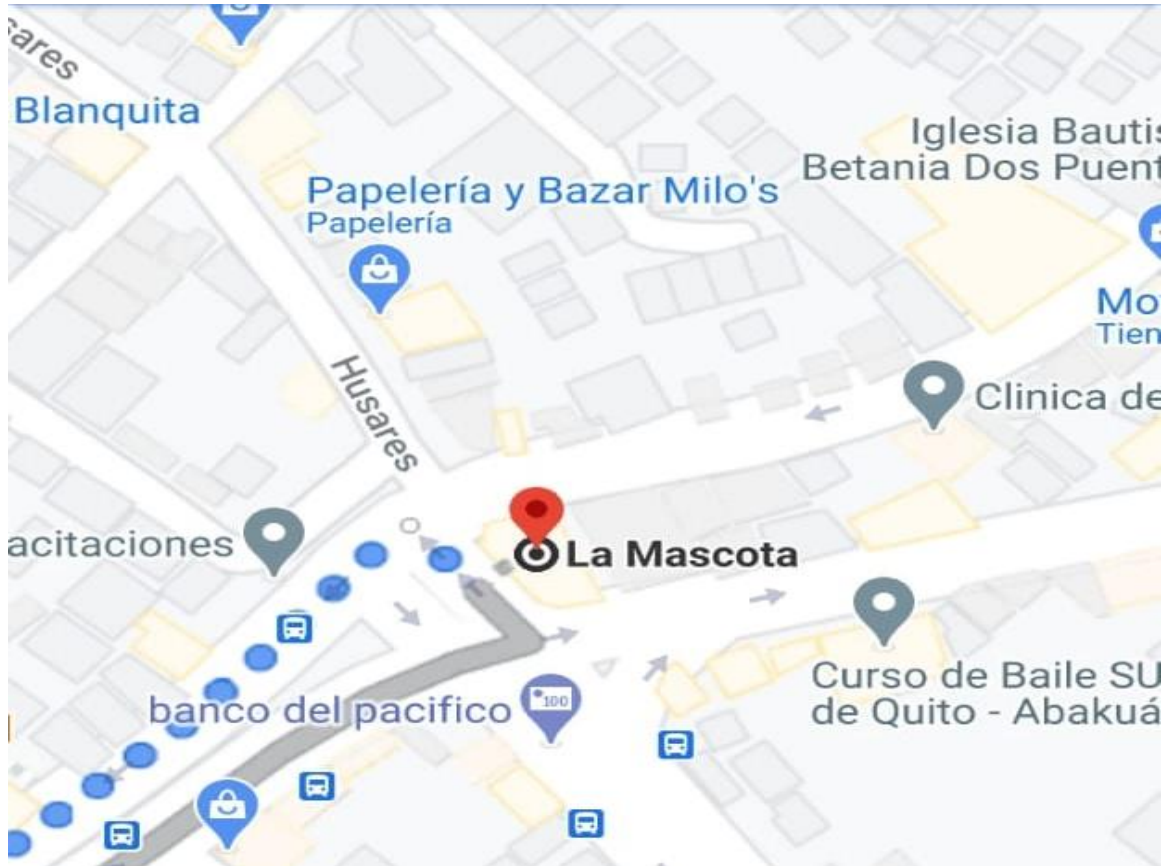 sares
Blanquita
Iglesia Bautis
Betania Dos Puent
Papelería y Bazar Milo's
Papelería
Mo
Tien
Husares
Clinica de
acitaciones
La Mascota
Curso de Baile SU
de Quito - Abakuá
banco del pacifico
100